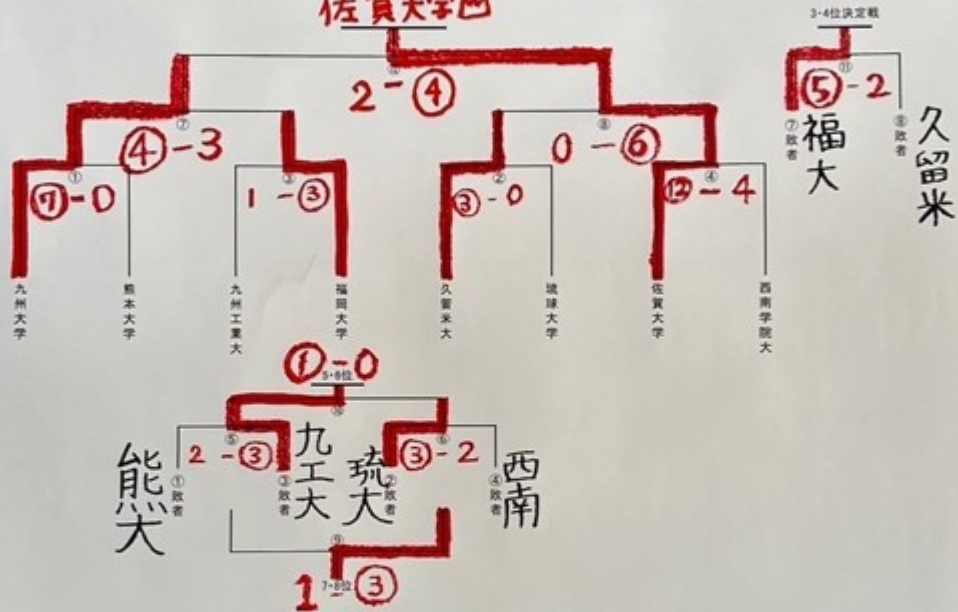 佐賀大学
3・4位決定戦
⑫
⑪
2 - ④
⑤ - 2
⑦敗者
福大
⑧敗者
久留米
⑦
⑧
④ - 3
0 - ⑥
①
③
②
④
⑦ - 0
1 - ③
③ - 0
⑫ - 4
九州大学
熊本大学
九州工業大
福岡大学
久留米大
琉球大学
佐賀大学
西南学院大
① - 0
5・6位
⑩
⑤
⑥
2 - ③
③ - 2
熊大
①敗者
③敗者
九工大
琉大
②敗者
④敗者
西南
⑨
7・8位
1 - ③